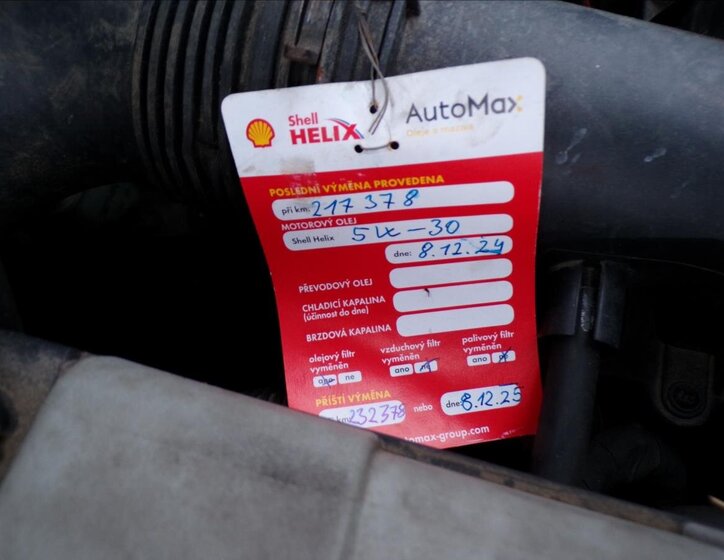 Shell
HELIX
AutoMax
Oleje a maziva
POSLEDNÍ VÝMĚNA PROVEDENA
při km: 217 378
MOTOROVÝ OLEJ
Shell Helix 5W-30
dne: 8.12.24
PŘEVODOVÝ OLEJ
CHLADICÍ KAPALINA
(účinnost do dne)
BRZDOVÁ KAPALINA
olejový filtr
vyměněn
ano ne
vzduchový filtr
vyměněn
ano ne
palivový filtr
vyměněn
ano ne
PŘÍŠTÍ VÝMĚNA
km: 232378 nebo dne: 8.12.25
tomax-group.com